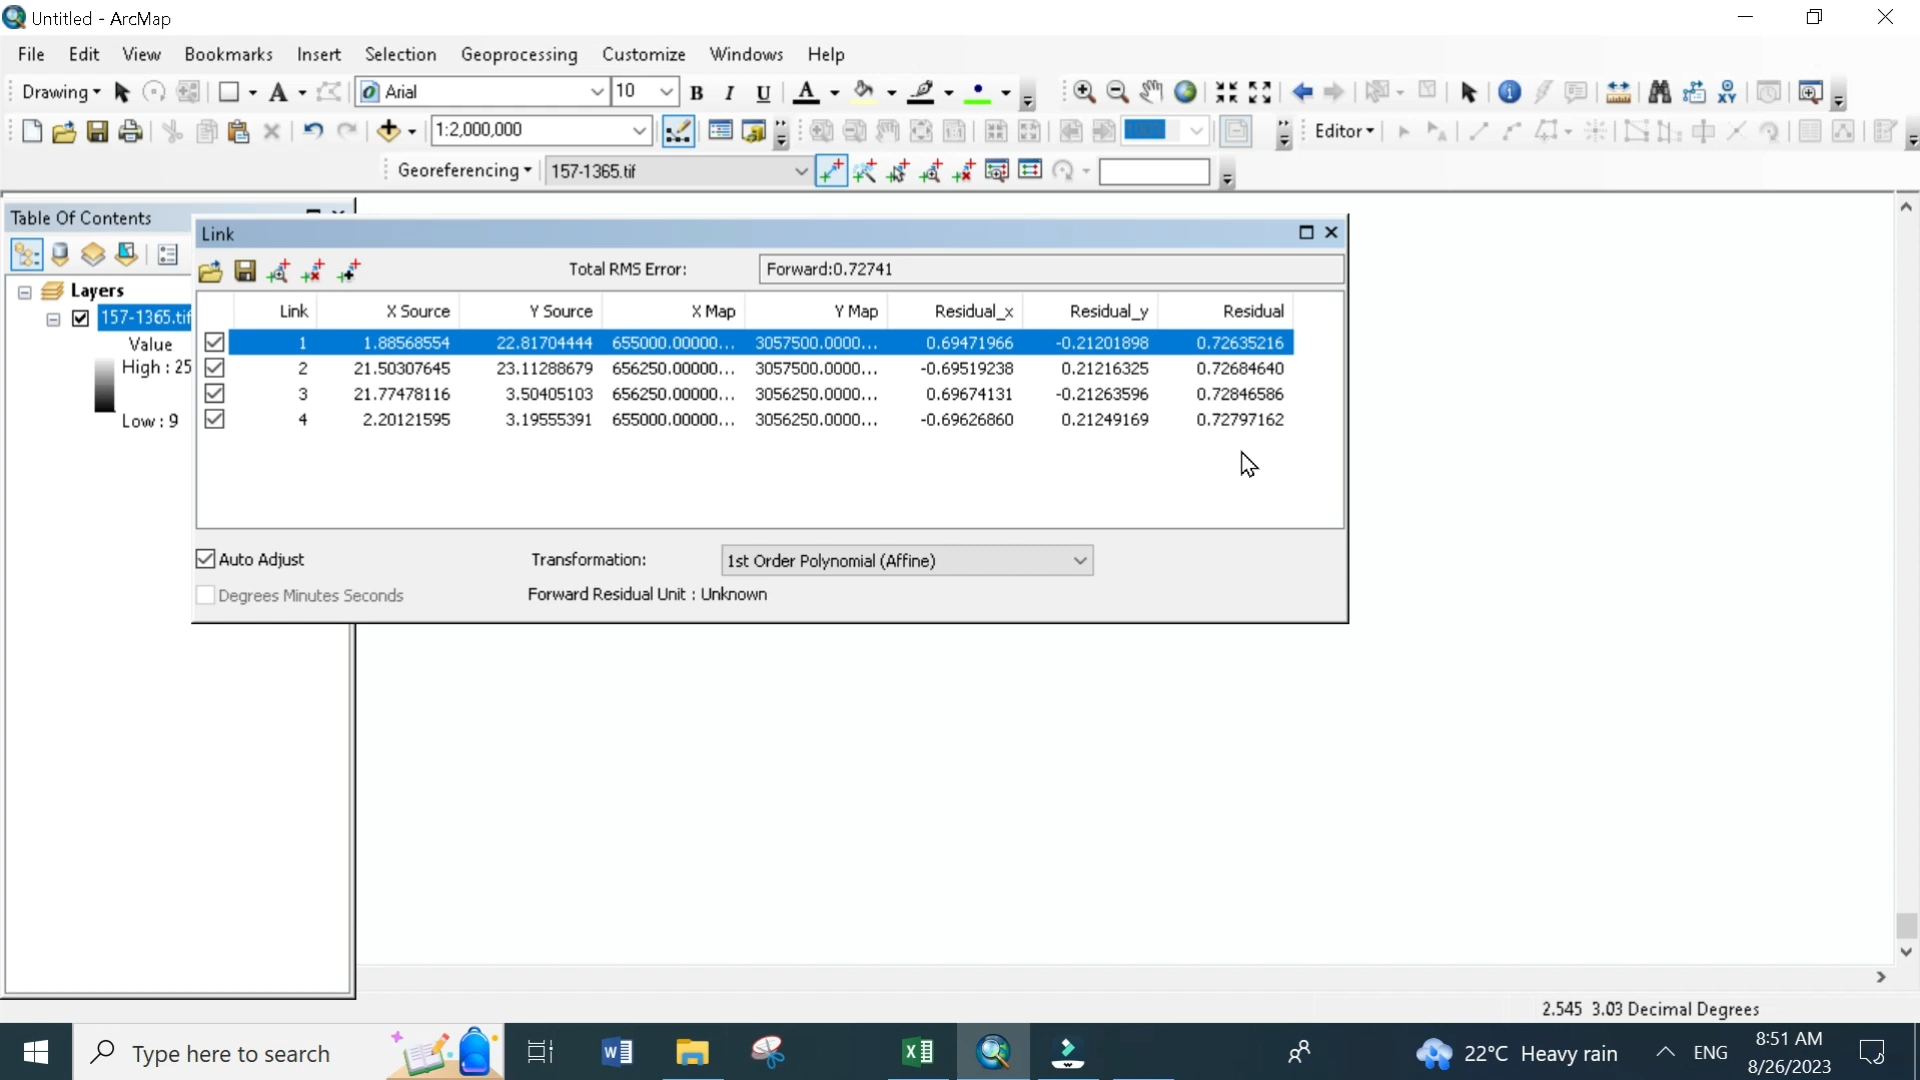 Untitled - ArcMap
File Edit View Bookmarks Insert Selection Geoprocessing Customize Windows Help
Drawing A Arial 10 B I U A
1:2,000,000 Editor
Georeferencing 157-1365.tif
Table Of Contents
Layers
157-1365.tif
Value
High : 25
Low : 9
Link
Total RMS Error: Forward:0.72741
Link X Source Y Source X Map Y Map Residual_x Residual_y Residual
1 1.88568554 22.81704444 655000.00000... 3057500.0000... 0.69471966 -0.21201898 0.72635216
2 21.50307645 23.11288679 656250.00000... 3057500.0000... -0.69519238 0.21216325 0.72684640
3 21.77478116 3.50405103 656250.00000... 3056250.0000... 0.69674131 -0.21263596 0.72846586
4 2.20121595 3.19555391 655000.00000... 3056250.0000... -0.69626860 0.21249169 0.72797162
Auto Adjust Transformation: 1st Order Polynomial (Affine)
Degrees Minutes Seconds Forward Residual Unit : Unknown
2.545 3.03 Decimal Degrees
Type here to search 22°C Heavy rain ENG 8:51 AM
8/26/2023